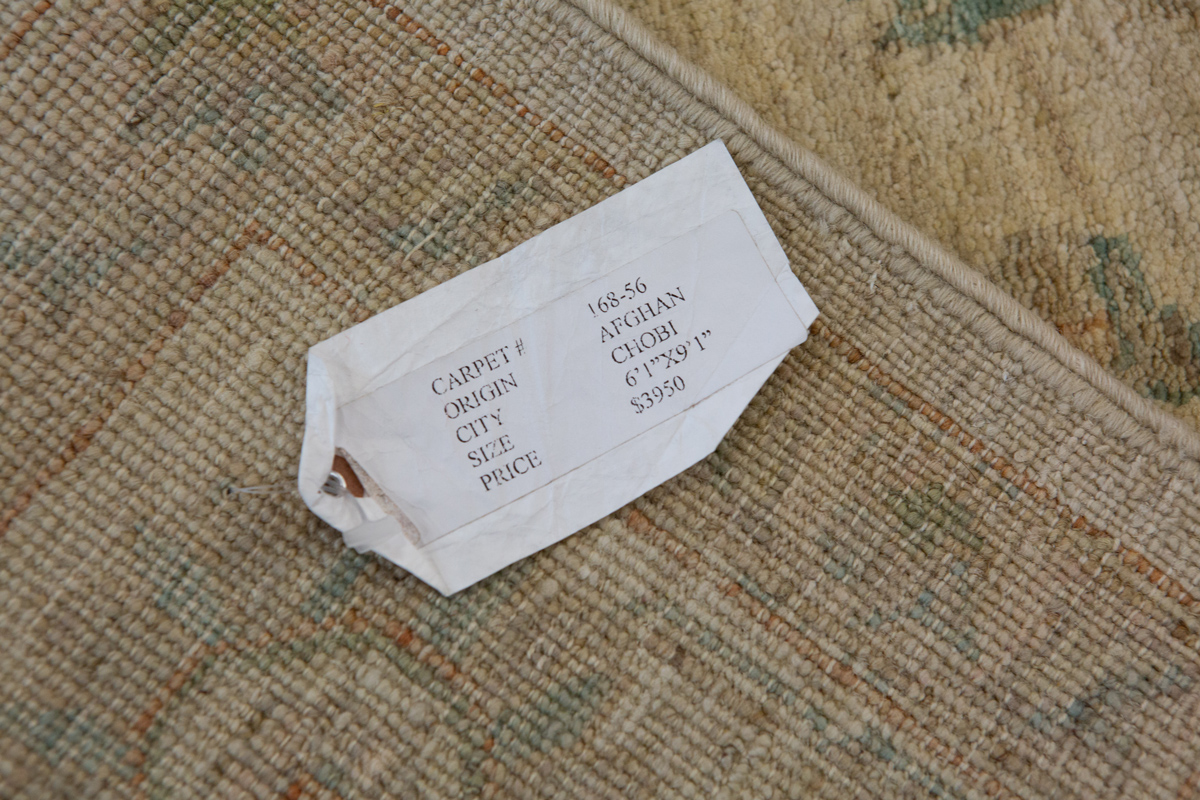 CARPET # 168-56
ORIGIN AFGHAN
CITY CHOBI
SIZE 6'1"X9'1"
PRICE $3950